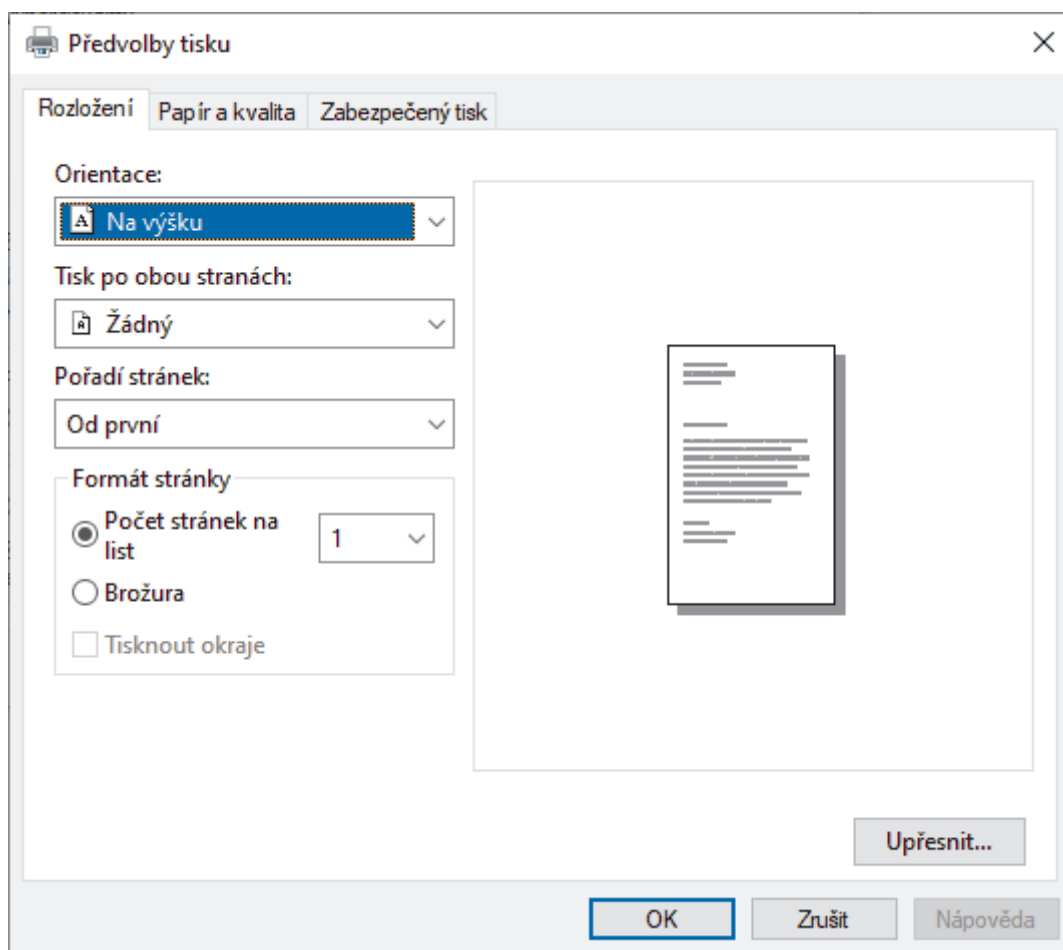 Předvolby tisku
Rozložení Papír a kvalita Zabezpečený tisk
Orientace:
A Na výšku
Tisk po obou stranách:
A Žádný
Pořadí stránek:
Od první
Formát stránky
Počet stránek na
list
1
Brožura
Tisknout okraje
Upřesnit...
OK Zrušit Nápověda